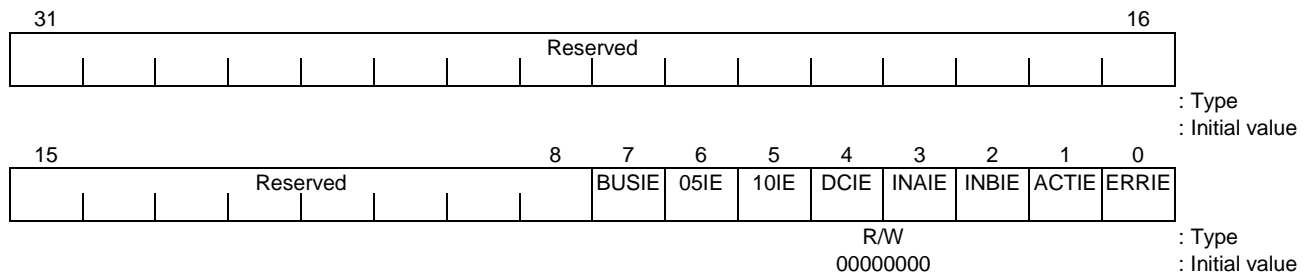 31 16
Reserved
: Type
: Initial value
15 8 7 6 5 4 3 2 1 0
Reserved BUSIE 05IE 10IE DCIE INAIE INBIE ACTIE ERRIE
R/W : Type
00000000 : Initial value